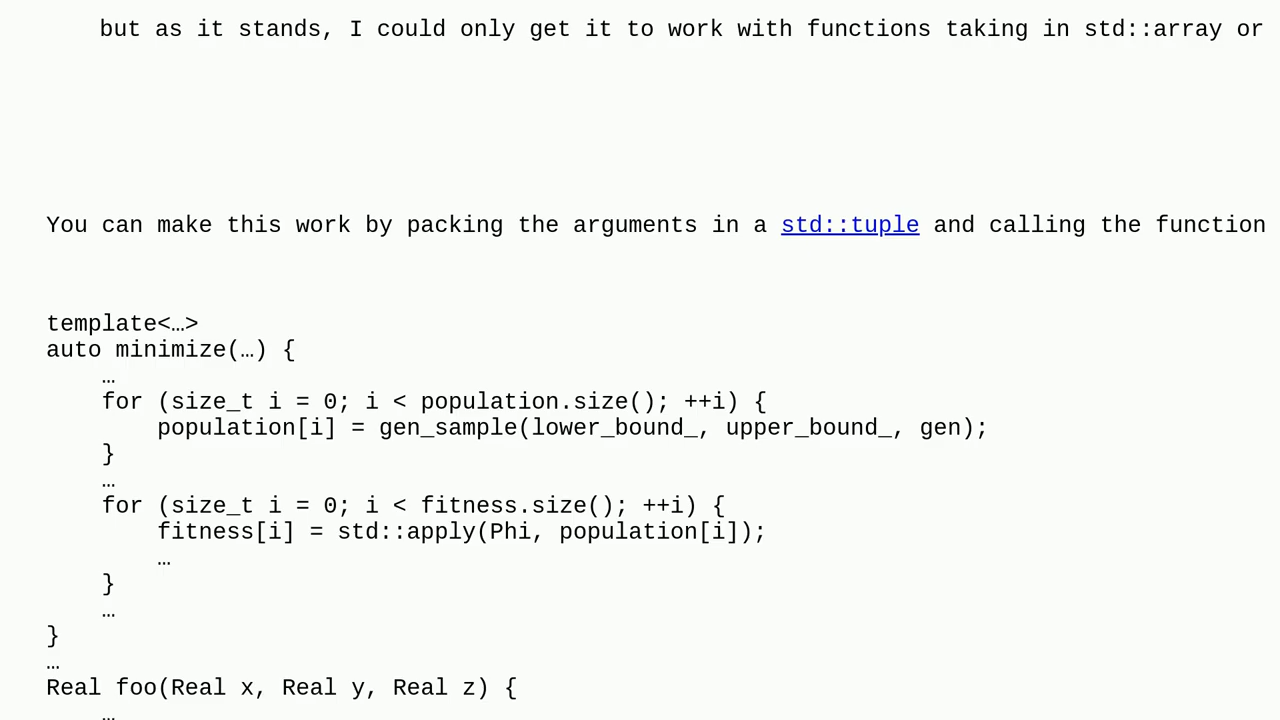 but as it stands, I could only get it to work with functions taking in std::array or
You can make this work by packing the arguments in a std::tuple and calling the function
template<…>
auto minimize(…) {
    …
    for (size_t i = 0; i < population.size(); ++i) {
        population[i] = gen_sample(lower_bound_, upper_bound_, gen);
    }
    …
    for (size_t i = 0; i < fitness.size(); ++i) {
        fitness[i] = std::apply(Phi, population[i]);
        …
    }
    …
}
…
Real foo(Real x, Real y, Real z) {
    …